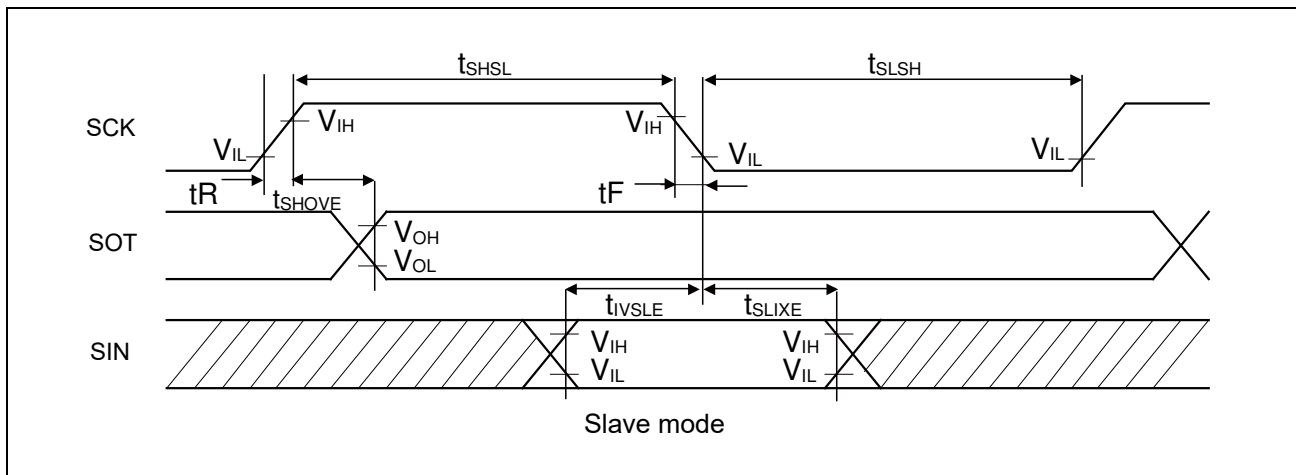 tSHSL
tSLSH
SCK
VIH
VIH
VIL
VIL
VIL
tR
tSHOVE
tF
SOT
VOH
VOL
tIVSLE
tSLIXE
SIN
VIH
VIH
VIL
VIL
Slave mode